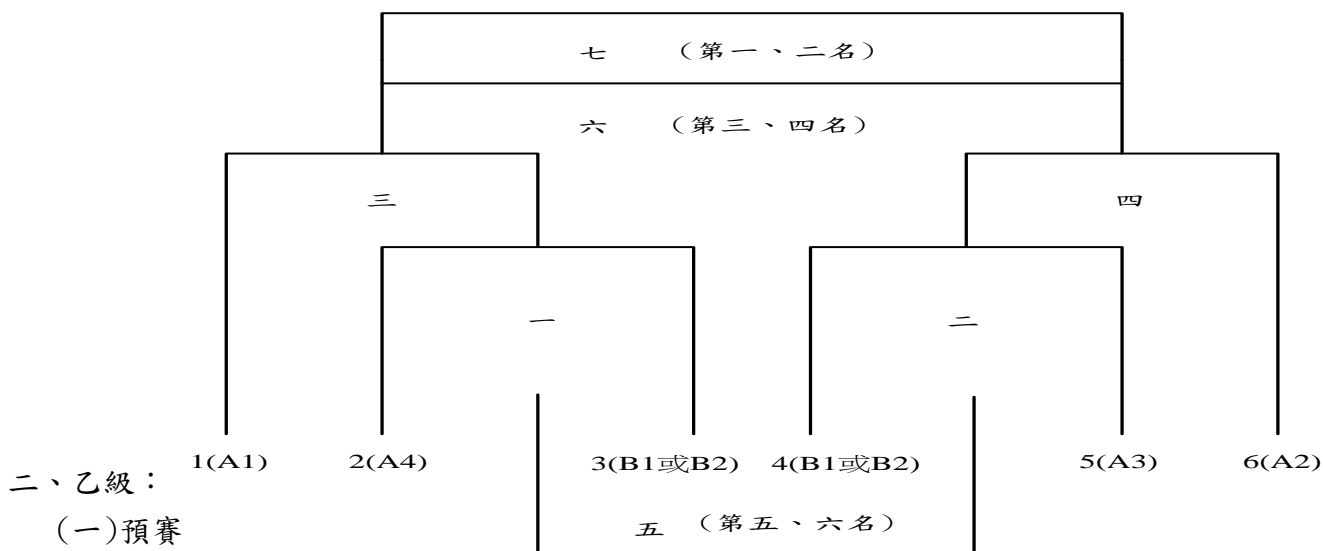 七 （第一、二名）
六 （第三、四名）
三 四
一 二
1(A1) 2(A4) 3(B1或B2) 4(B1或B2) 5(A3) 6(A2)
二、乙級：
五 （第五、六名）
(一)預賽